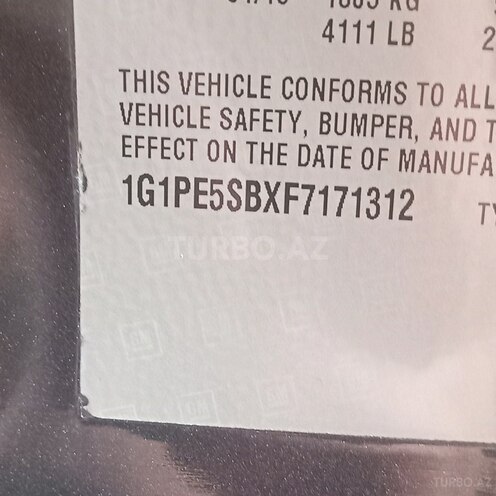 4111 LB
THIS VEHICLE CONFORMS TO ALL
VEHICLE SAFETY, BUMPER, AND T
EFFECT ON THE DATE OF MANUFA
1G1PE5SBXF7171312
TY
TURBO.AZ
TURBO.AZ